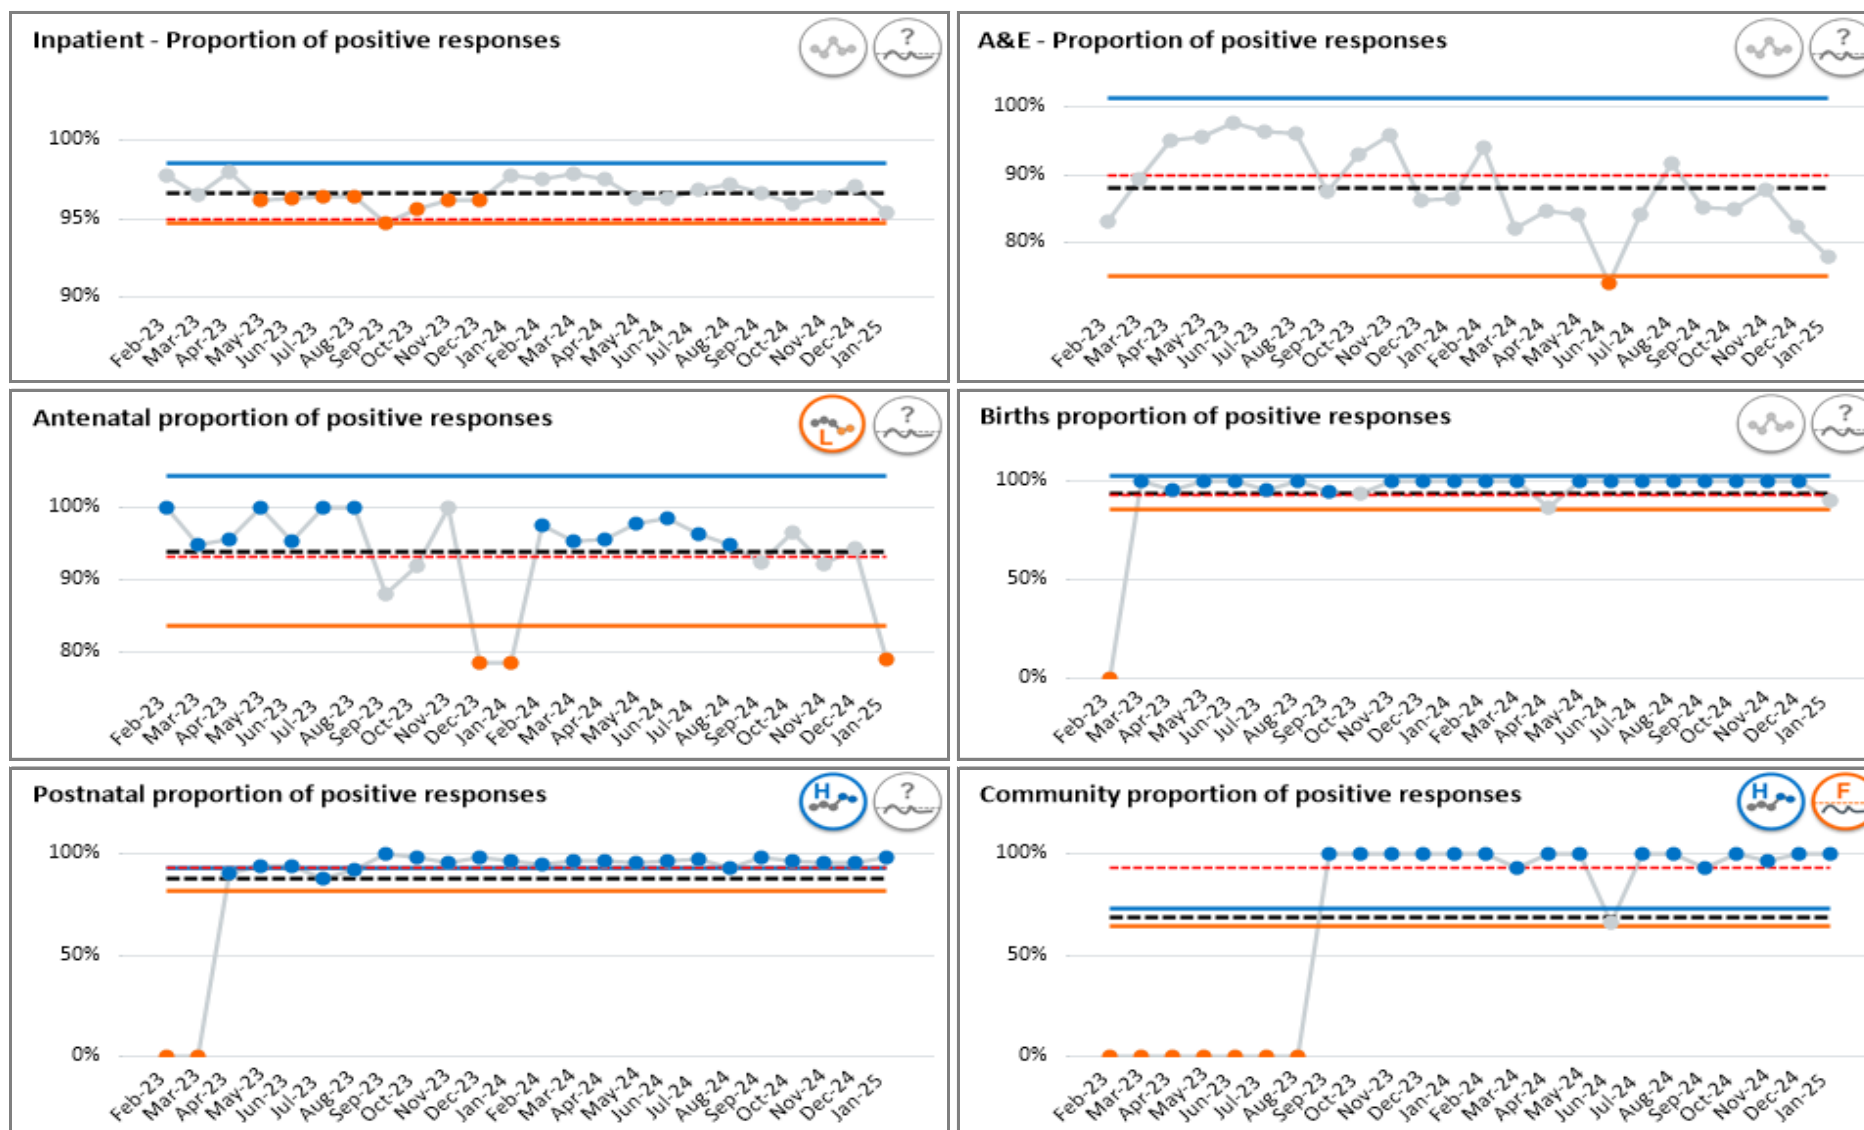 Inpatient - Proportion of positive responses
?
100%
95%
90%
Feb-23 Mar-23 Apr-23 May-23 Jun-23 Jul-23 Aug-23 Sep-23 Oct-23 Nov-23 Dec-23 Jan-24 Feb-24 Mar-24 Apr-24 May-24 Jun-24 Jul-24 Aug-24 Sep-24 Oct-24 Nov-24 Dec-24 Jan-25
A&E - Proportion of positive responses
?
100%
90%
80%
Feb-23 Mar-23 Apr-23 May-23 Jun-23 Jul-23 Aug-23 Sep-23 Oct-23 Nov-23 Dec-23 Jan-24 Feb-24 Mar-24 Apr-24 May-24 Jun-24 Jul-24 Aug-24 Sep-24 Oct-24 Nov-24 Dec-24 Jan-25
Antenatal proportion of positive responses
L
?
100%
90%
80%
Feb-23 Mar-23 Apr-23 May-23 Jun-23 Jul-23 Aug-23 Sep-23 Oct-23 Nov-23 Dec-23 Jan-24 Feb-24 Mar-24 Apr-24 May-24 Jun-24 Jul-24 Aug-24 Sep-24 Oct-24 Nov-24 Dec-24 Jan-25
Births proportion of positive responses
?
100%
50%
0%
Feb-23 Mar-23 Apr-23 May-23 Jun-23 Jul-23 Aug-23 Sep-23 Oct-23 Nov-23 Dec-23 Jan-24 Feb-24 Mar-24 Apr-24 May-24 Jun-24 Jul-24 Aug-24 Sep-24 Oct-24 Nov-24 Dec-24 Jan-25
Postnatal proportion of positive responses
H
?
100%
50%
0%
Feb-23 Mar-23 Apr-23 May-23 Jun-23 Jul-23 Aug-23 Sep-23 Oct-23 Nov-23 Dec-23 Jan-24 Feb-24 Mar-24 Apr-24 May-24 Jun-24 Jul-24 Aug-24 Sep-24 Oct-24 Nov-24 Dec-24 Jan-25
Community proportion of positive responses
H
F
100%
50%
0%
Feb-23 Mar-23 Apr-23 May-23 Jun-23 Jul-23 Aug-23 Sep-23 Oct-23 Nov-23 Dec-23 Jan-24 Feb-24 Mar-24 Apr-24 May-24 Jun-24 Jul-24 Aug-24 Sep-24 Oct-24 Nov-24 Dec-24 Jan-25